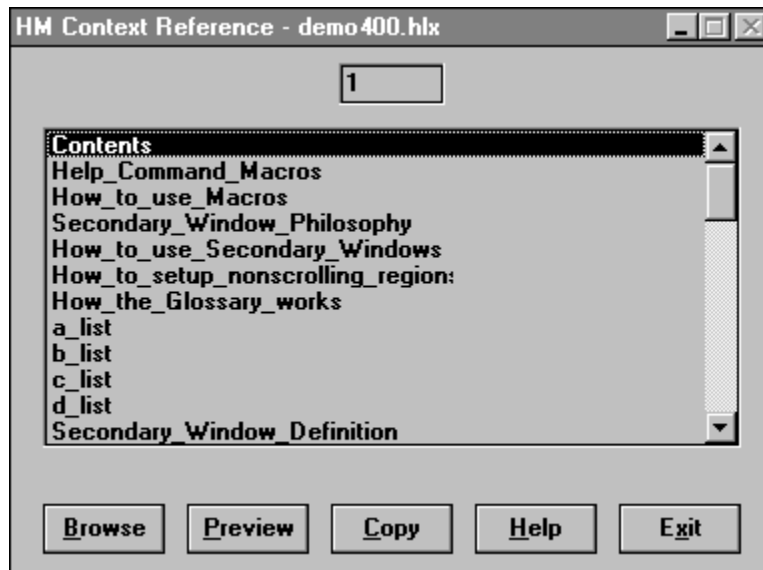 HM Context Reference - demo400.hlx
1
Contents
Help_Command_Macros
How_to_use_Macros
Secondary_Window_Philosophy
How_to_use_Secondary_Windows
How_to_setup_nonscrolling_regions
How_the_Glossary_works
a_list
b_list
c_list
d_list
Secondary_Window_Definition
Browse Preview Copy Help Exit